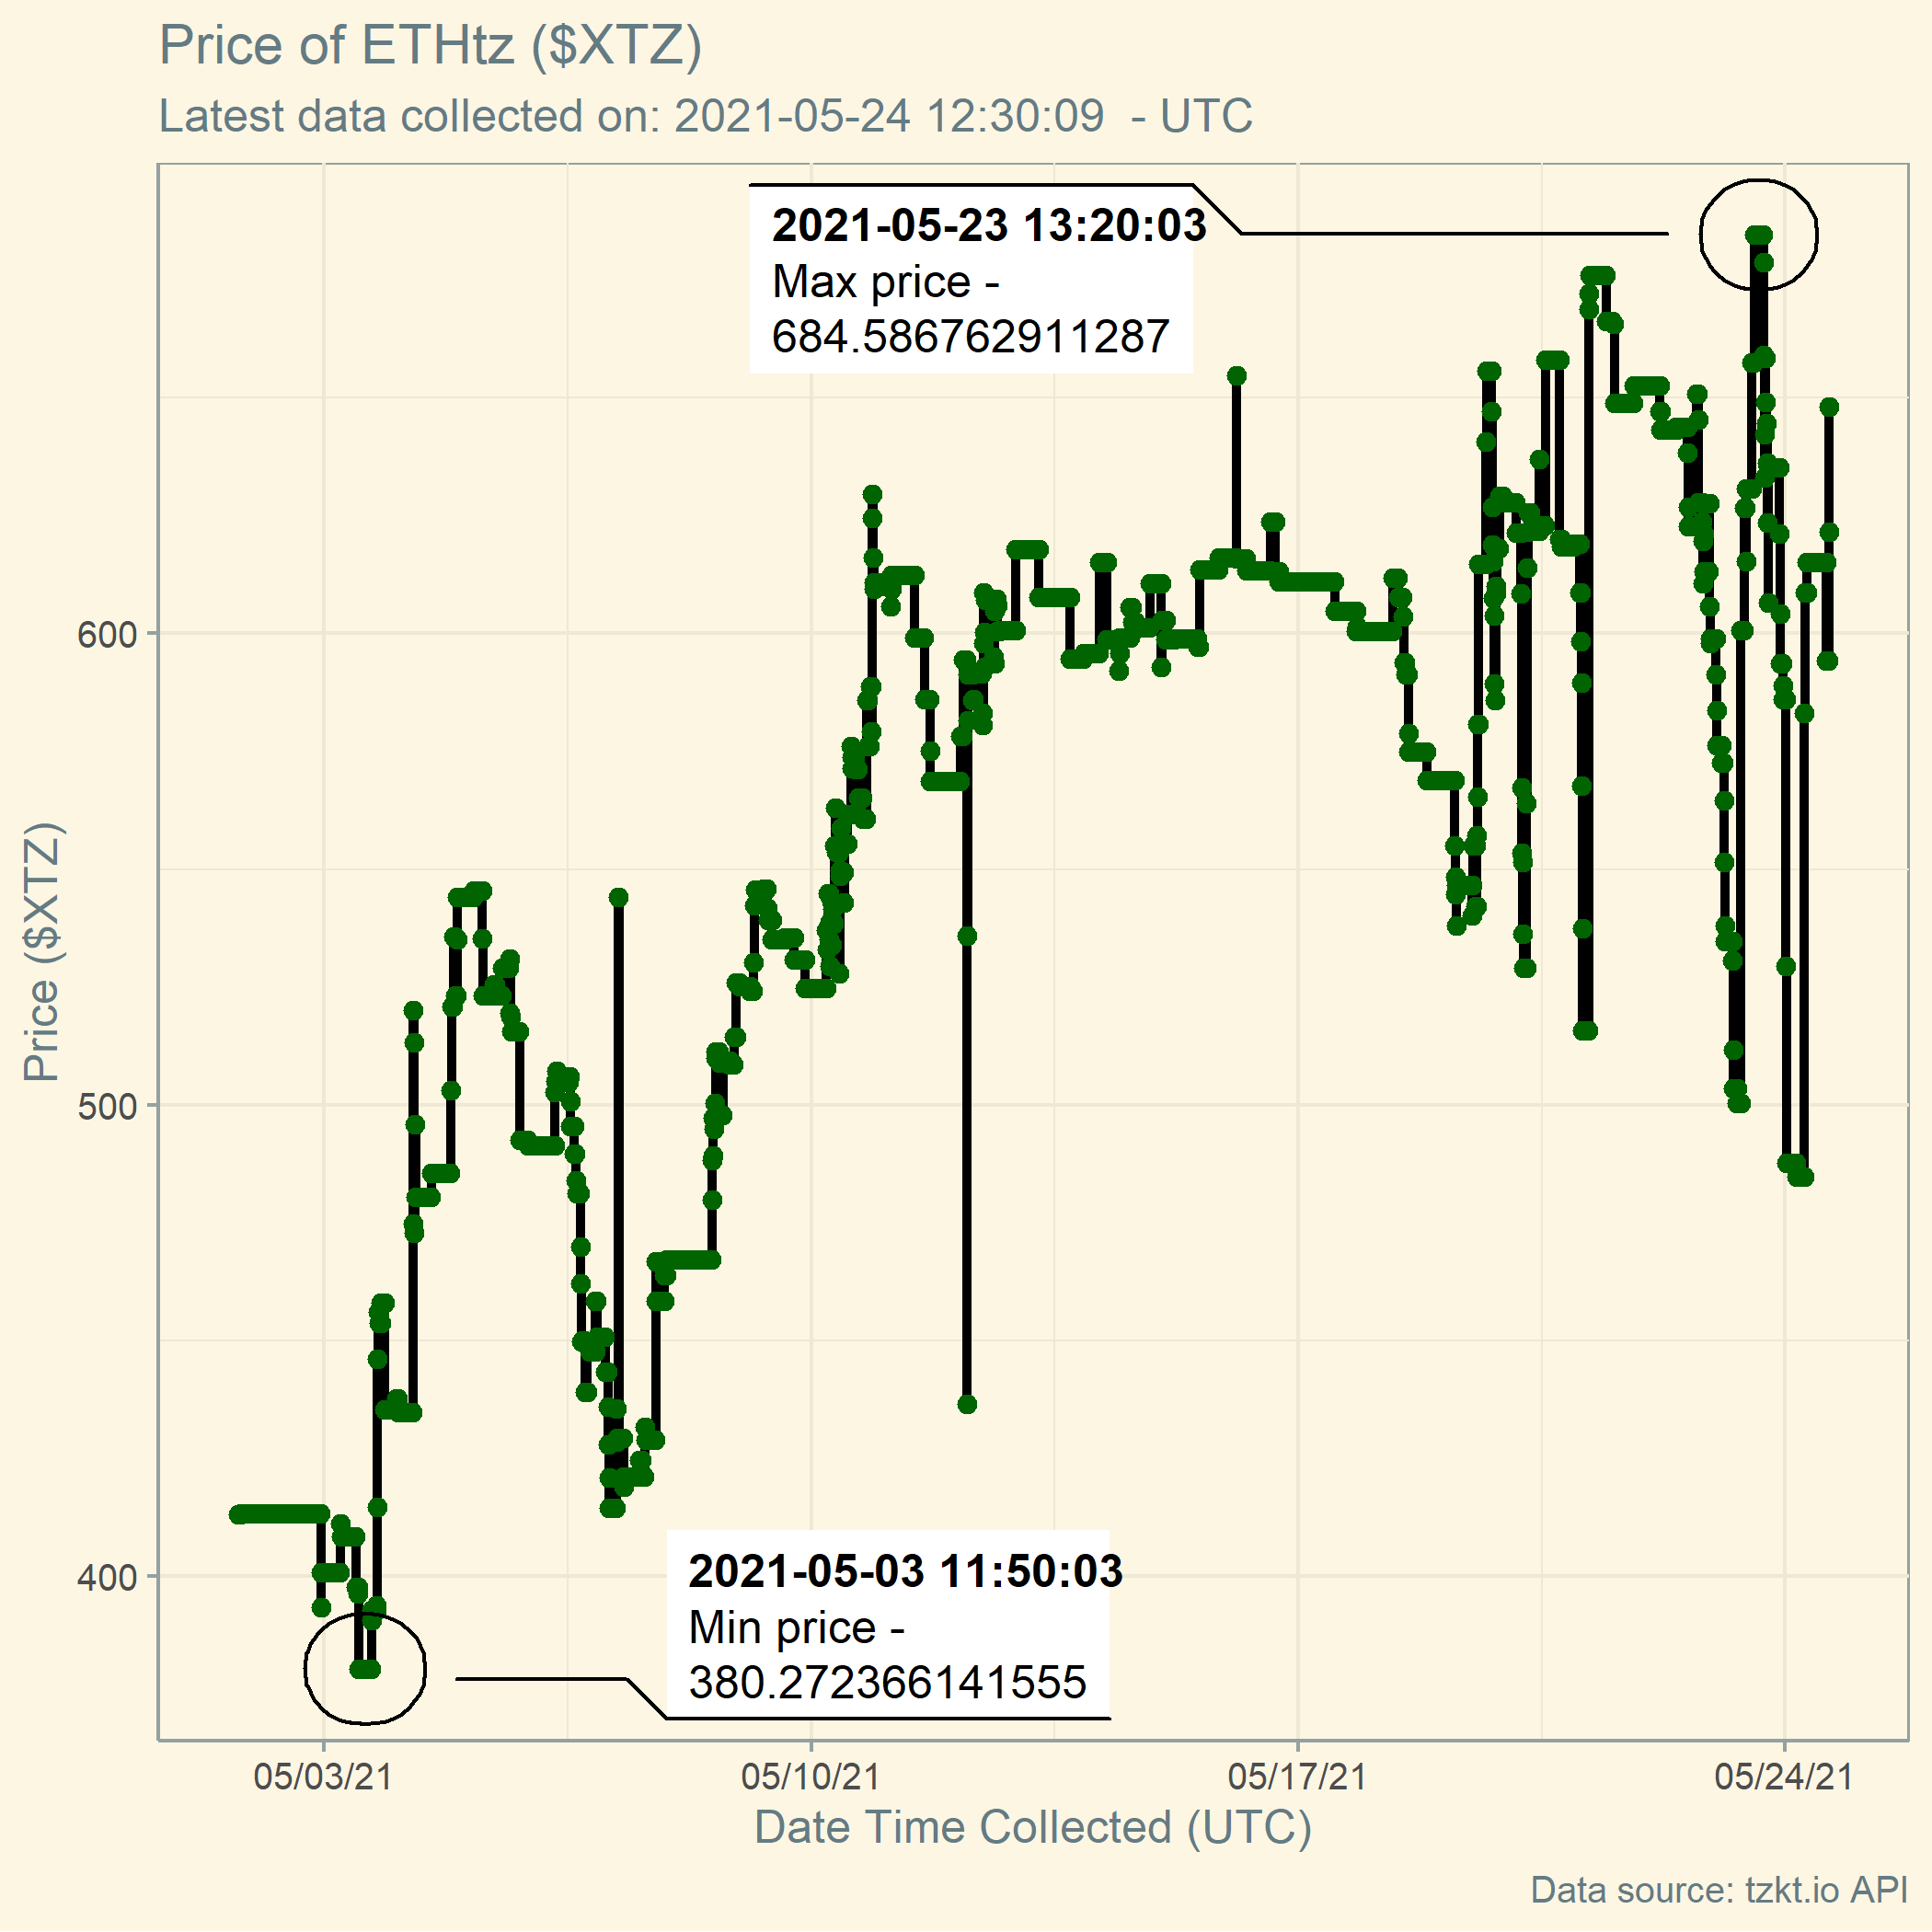 Price of ETHtz ($XTZ)
Latest data collected on: 2021-05-24 12:30:09  - UTC
2021-05-23 13:20:03
Max price -
684.586762911287
600
500
400
Price ($XTZ)
2021-05-03 11:50:03
Min price -
380.272366141555
05/03/21
05/10/21
05/17/21
05/24/21
Date Time Collected (UTC)
Data source: tzkt.io API